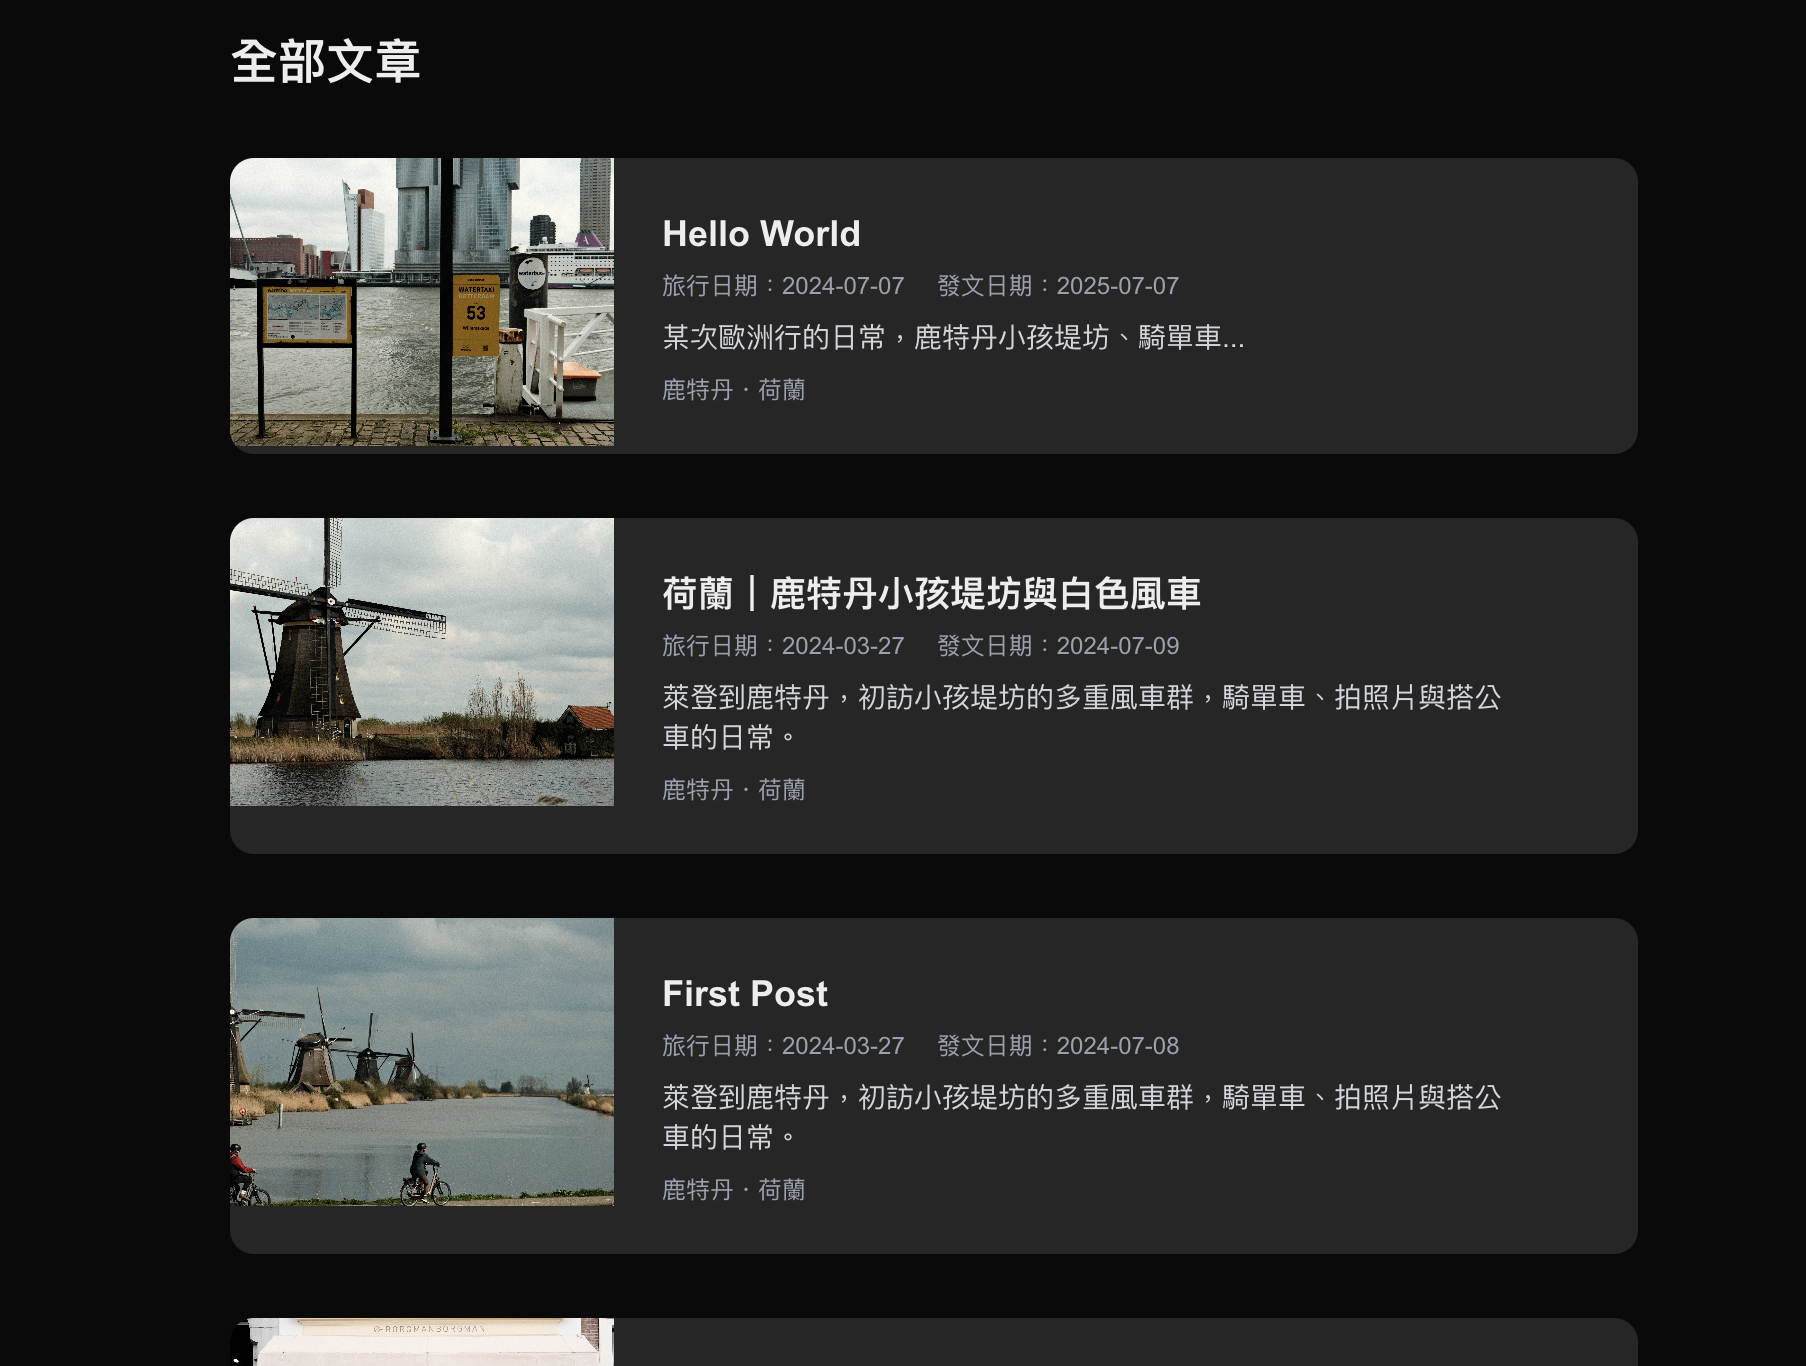 全部文章
waterbus
WATERTAXI
ROTTERDAM
53
Willemskade
Hello World
旅行日期：2024-07-07 發文日期：2025-07-07
某次歐洲行的日常，鹿特丹小孩堤坊、騎單車...
鹿特丹・荷蘭
荷蘭｜鹿特丹小孩堤坊與白色風車
旅行日期：2024-03-27 發文日期：2024-07-09
萊登到鹿特丹，初訪小孩堤坊的多重風車群，騎單車、拍照片與搭公
車的日常。
鹿特丹・荷蘭
First Post
旅行日期：2024-03-27 發文日期：2024-07-08
萊登到鹿特丹，初訪小孩堤坊的多重風車群，騎單車、拍照片與搭公
車的日常。
鹿特丹・荷蘭
BORGMANBORGMAN